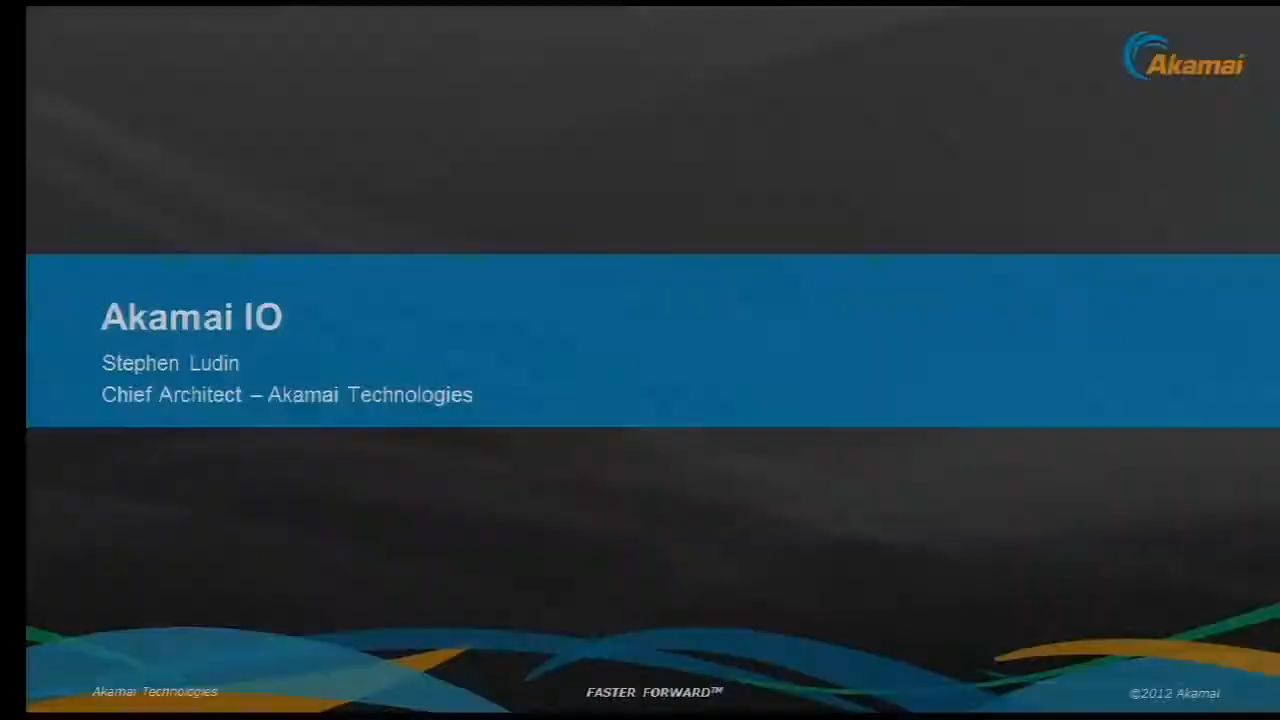 Akamai
Akamai IO
Stephen Ludin
Chief Architect – Akamai Technologies
Akamai Technologies
FASTER FORWARD™
©2012 Akamai